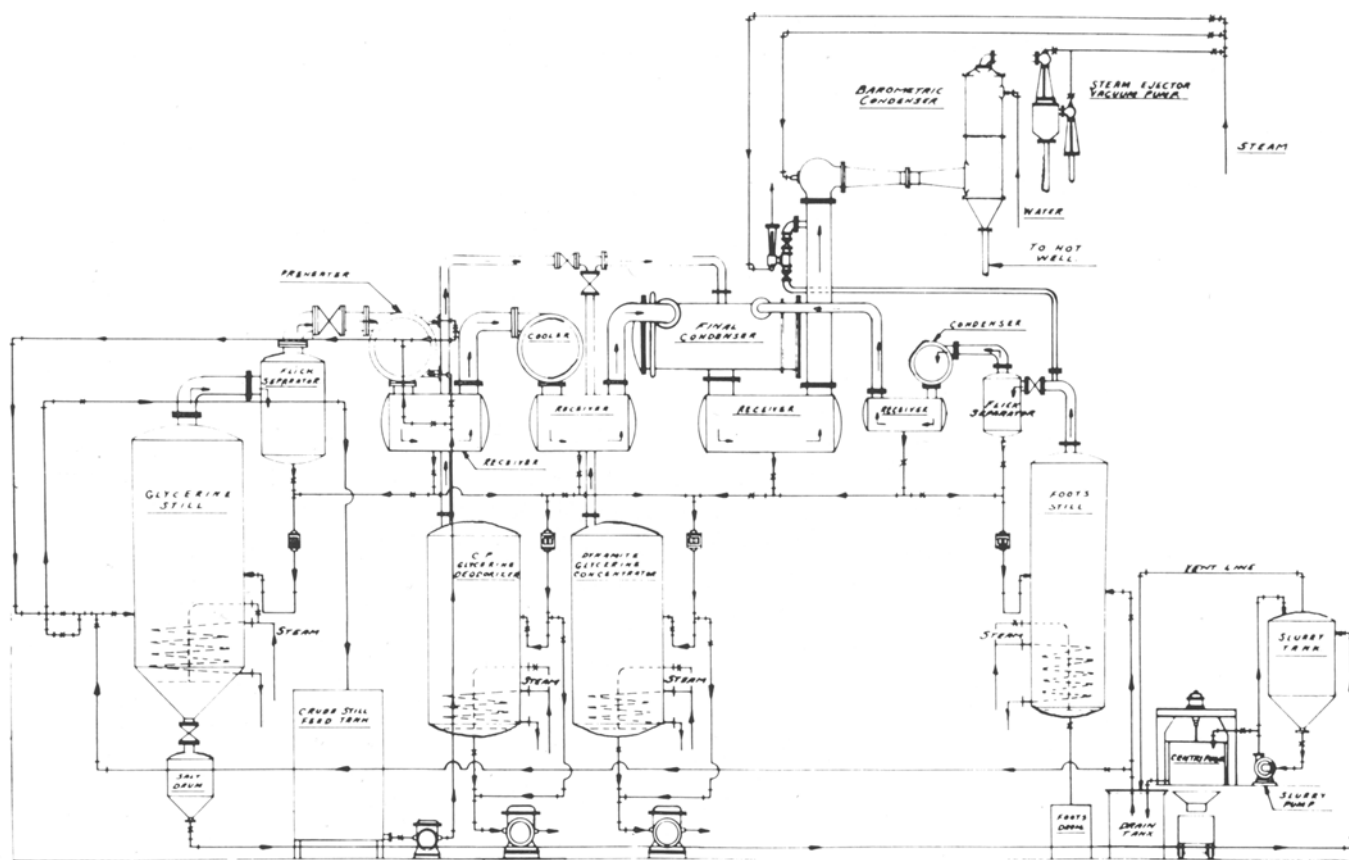 BAROMETRIC
CONDENSER
STEAM EJECTOR
VACUUM PUMP
STEAM
WATER
TO HOT
WELL
PREHEATER
COOLER
FINAL
CONDENSER
CONDENSER
FLICK
SEPARATOR
RECEIVER
RECEIVER
RECEIVER
FLICK
SEPARATOR
RECEIVER
GLYCERINE
STILL
FOOTS
STILL
C.P.
GLYCERINE
DEODORIZER
DYNAMITE
GLYCERINE
CONCENTRATOR
VENT LINE
STEAM
STEAM
SLURRY
TANK
STEAM
STEAM
CRUDE STILL
FEED TANK
SALT
DRUM
SLURRY
PUMP
FOOTS
DRUM
DRAIN
TANK